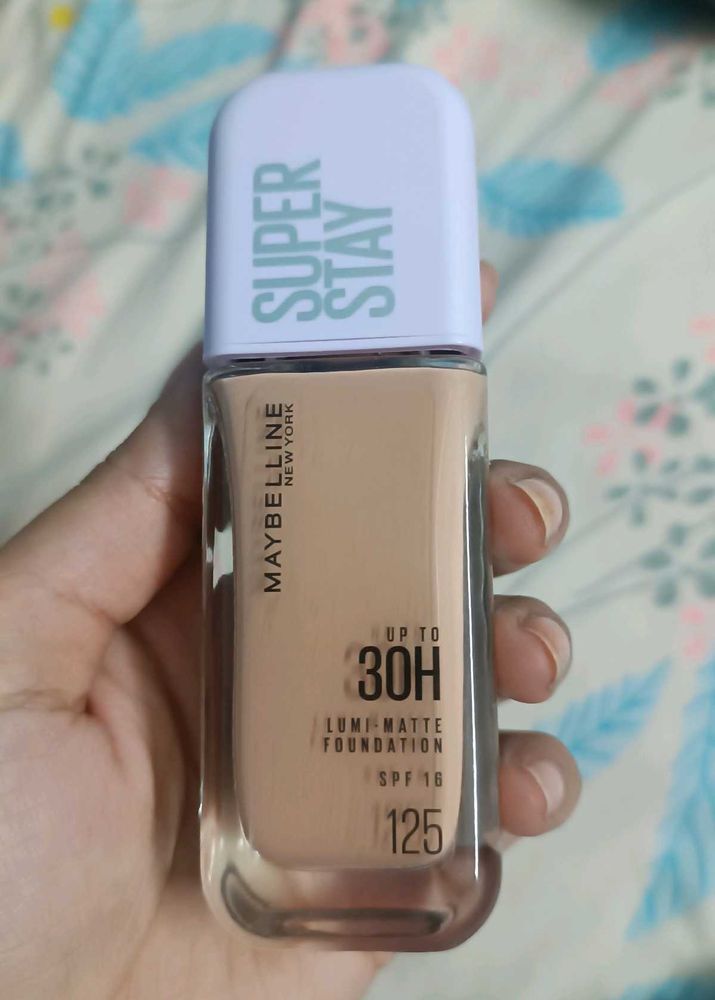 SUPER
STAY
MAYBELLINE
NEW YORK
UP TO
30H
LUMI-MATTE
FOUNDATION
SPF 16
125